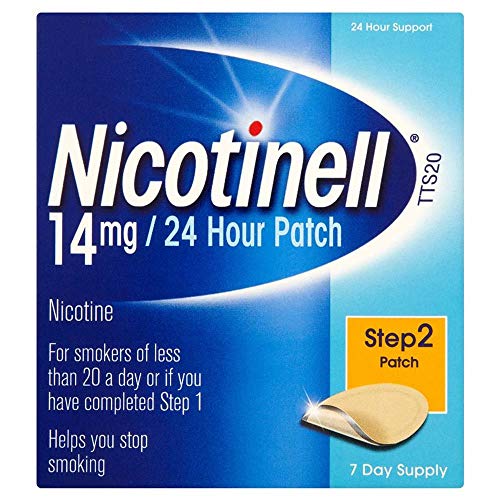 24 Hour Support
Nicotinell®
TTS20
14mg / 24 Hour Patch
Nicotine
For smokers of less
than 20 a day or if you
have completed Step 1
Helps you stop
smoking
Step2
Patch
7 Day Supply